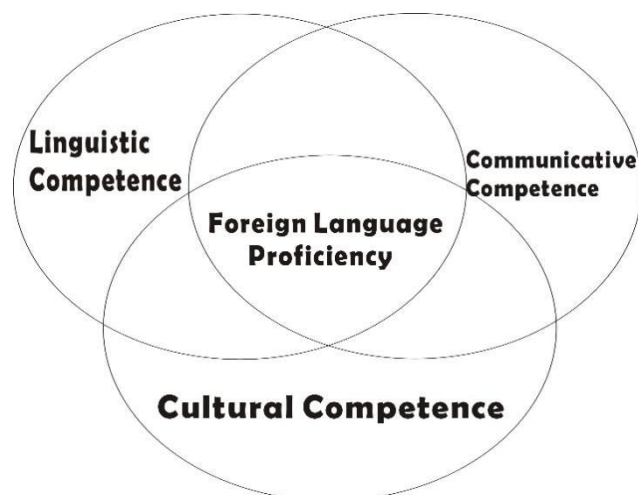 Linguistic
Competence
Communicative
Competence
Foreign Language
Proficiency
Cultural Competence